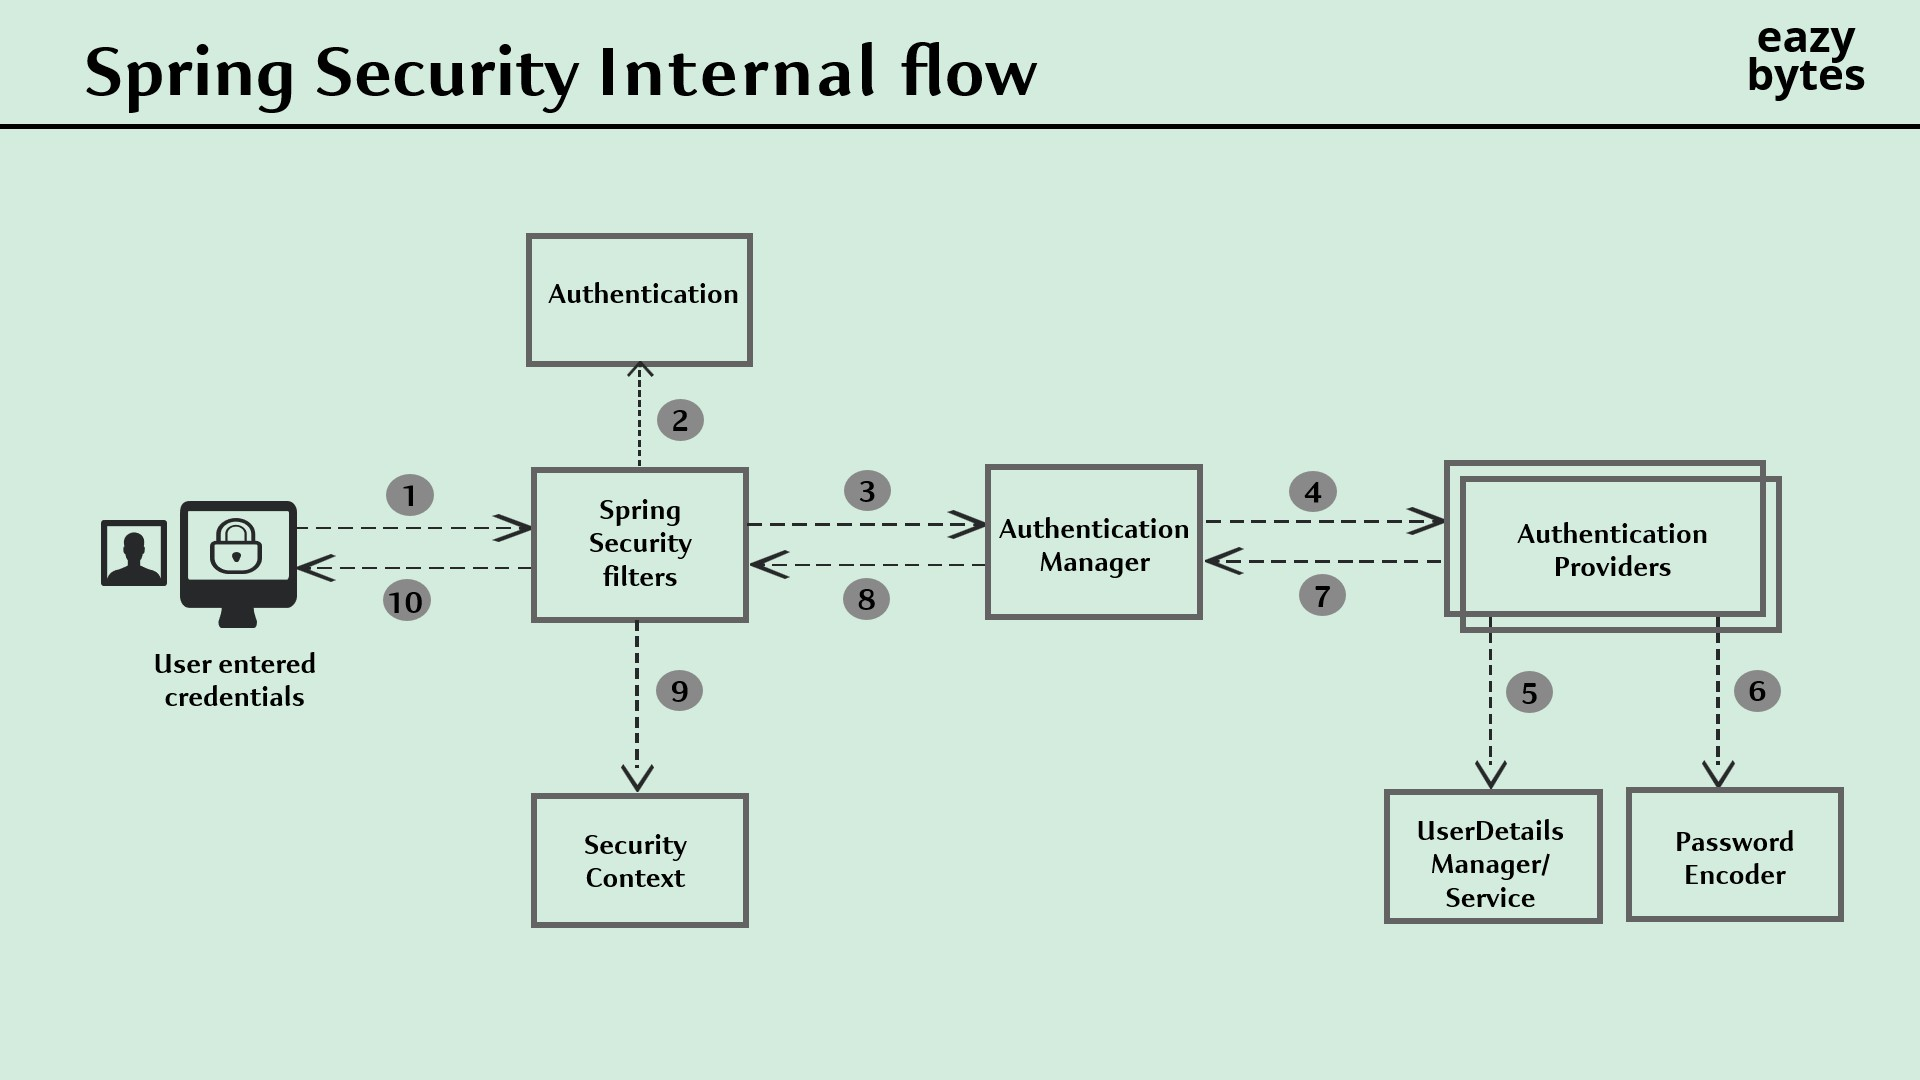 Spring Security Internal flow
eazy
bytes
Authentication
2
1
3
4
Spring
Security
filters
Authentication
Manager
Authentication
Providers
10
8
7
User entered
credentials
9
5
6
Security
Context
UserDetails
Manager/
Service
Password
Encoder